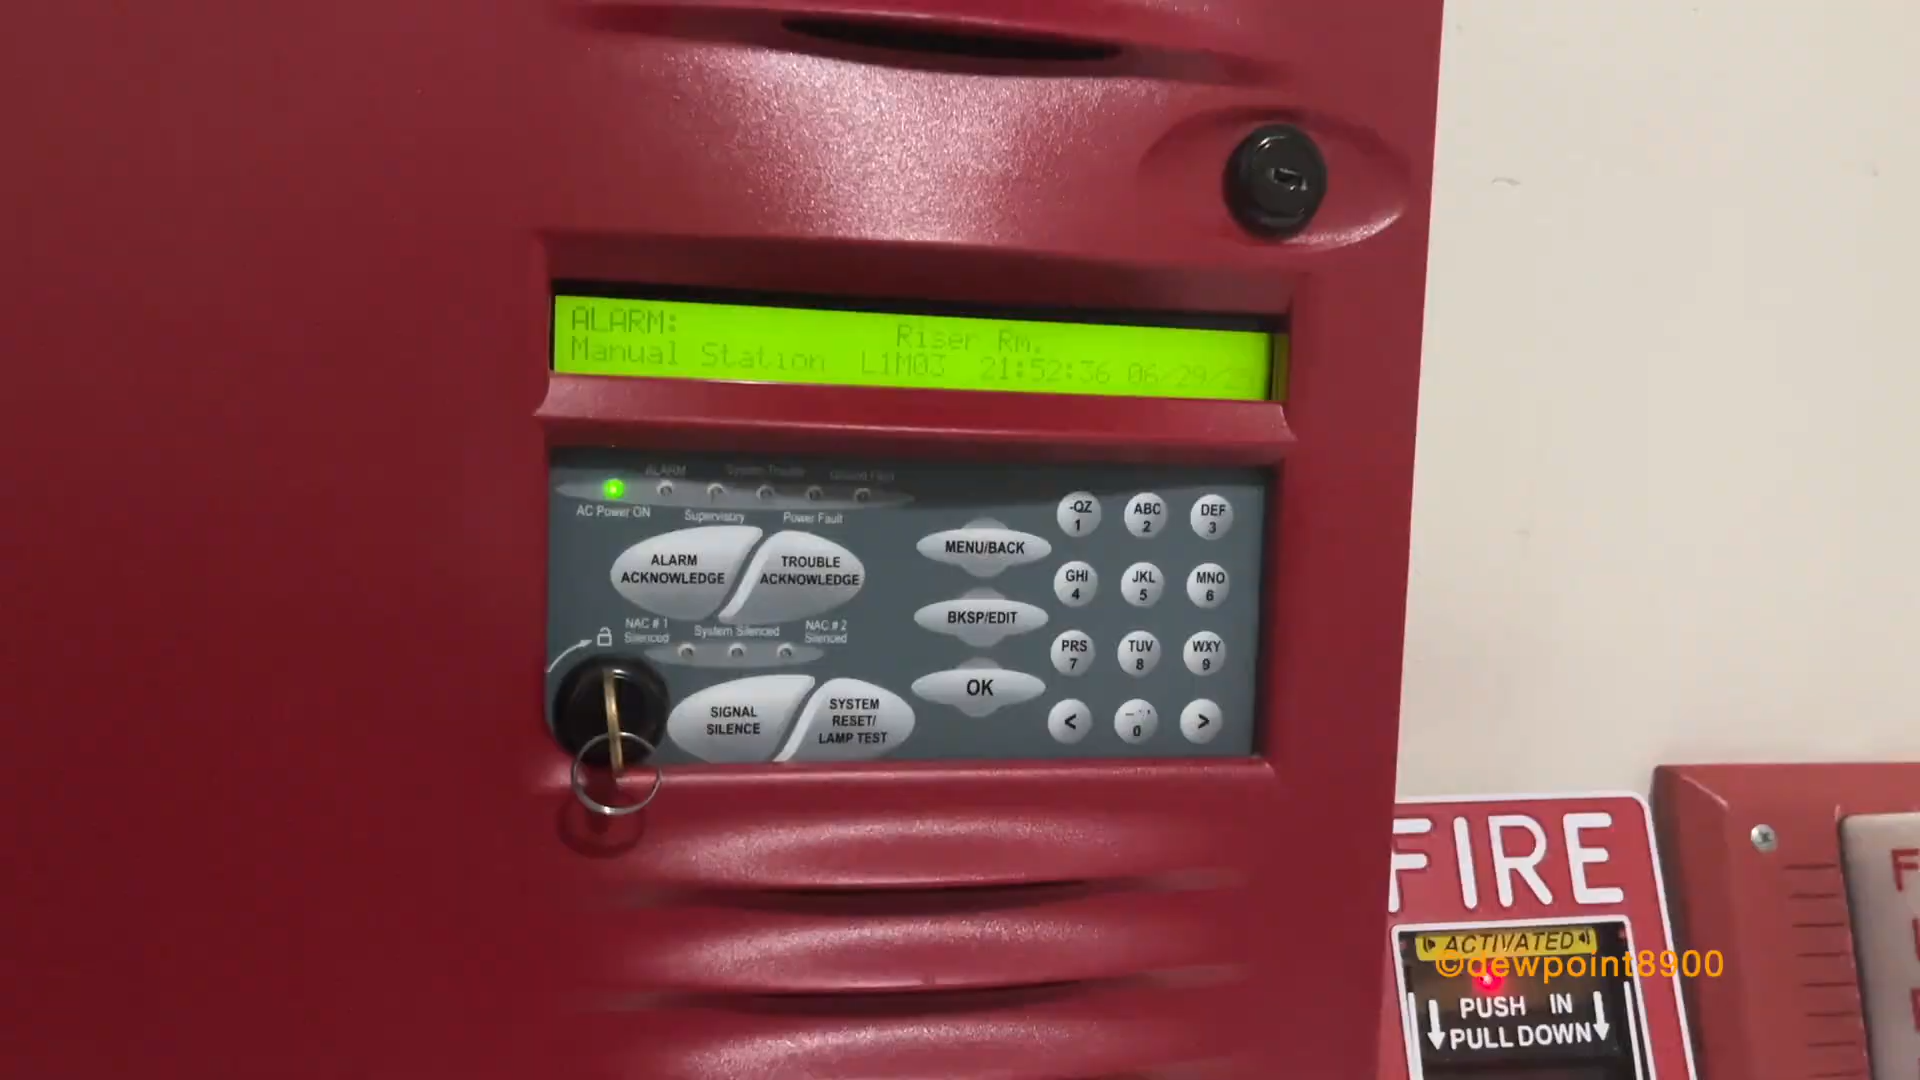 ALARM:
Riser Rm.
Manual Station L1M03 21:52:36 06/29/
ALARM
System Trouble
Ground Fault
AC Power ON
Supervisory
Power Fault
ALARM
ACKNOWLEDGE
TROUBLE
ACKNOWLEDGE
NAC # 1
Silenced
System Silenced
NAC # 2
Silenced
SIGNAL
SILENCE
SYSTEM
RESET/
LAMP TEST
MENU/BACK
BKSP/EDIT
OK
-QZ
1
ABC
2
DEF
3
GHI
4
JKL
5
MNO
6
PRS
7
TUV
8
WXY
9
<
0
>
FIRE
ACTIVATED
©dewpoint8900
PUSH IN
PULL DOWN
F